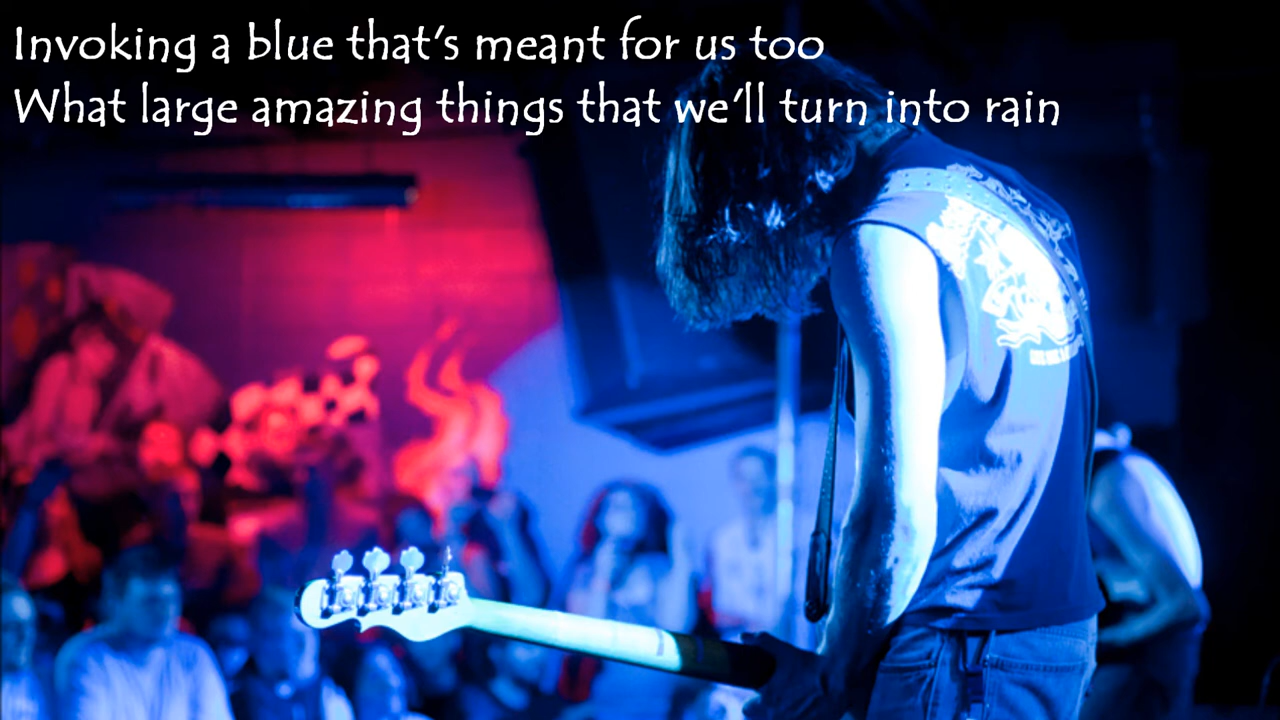 Invoking a blue that's meant for us too
What large amazing things that we'll turn into rain